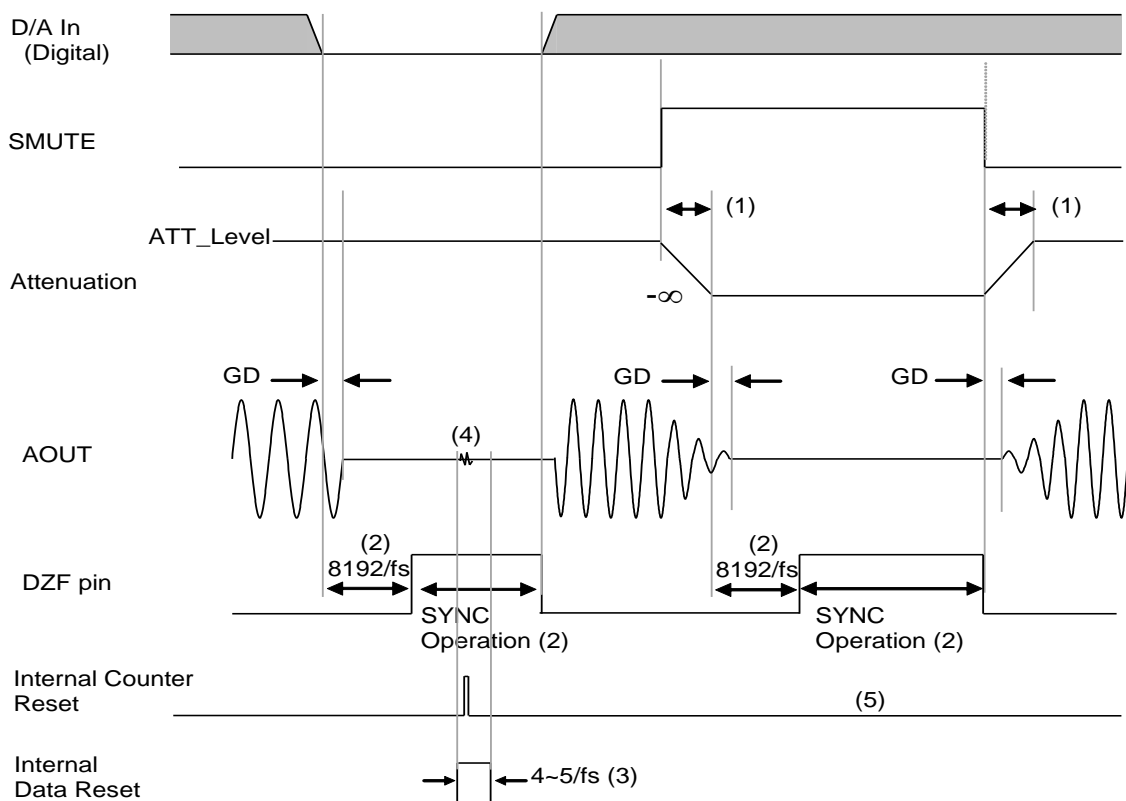 D/A In
(Digital)
SMUTE
(1)
(1)
ATT_Level
Attenuation
-∞
GD
GD
GD
(4)
AOUT
(2)
8192/fs
(2)
8192/fs
DZF pin
SYNC
Operation (2)
SYNC
Operation (2)
Internal Counter
Reset
(5)
Internal
Data Reset
4~5/fs (3)